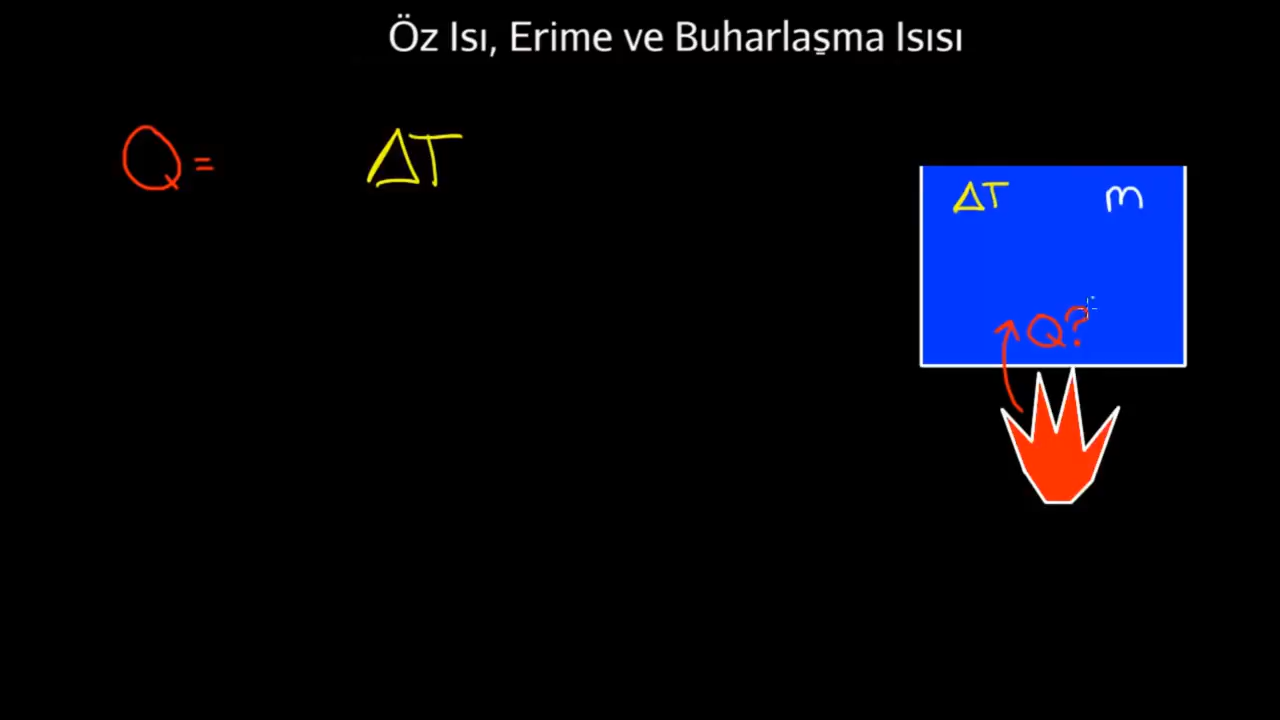 Öz Isı, Erime ve Buharlaşma Isısı
Q = ΔT
ΔT m
Q?